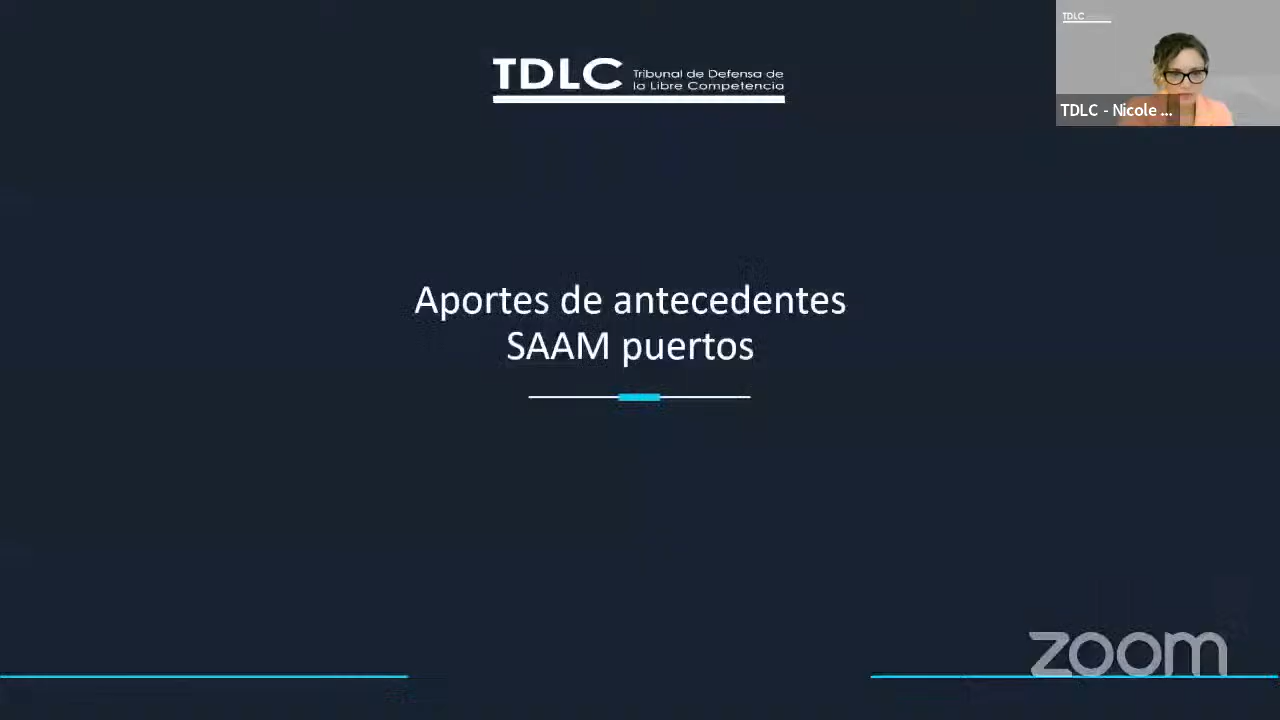 TDLC
TDLC - Nicole ...
TDLC Tribunal de Defensa de
la Libre Competencia
Aportes de antecedentes
SAAM puertos
zoom